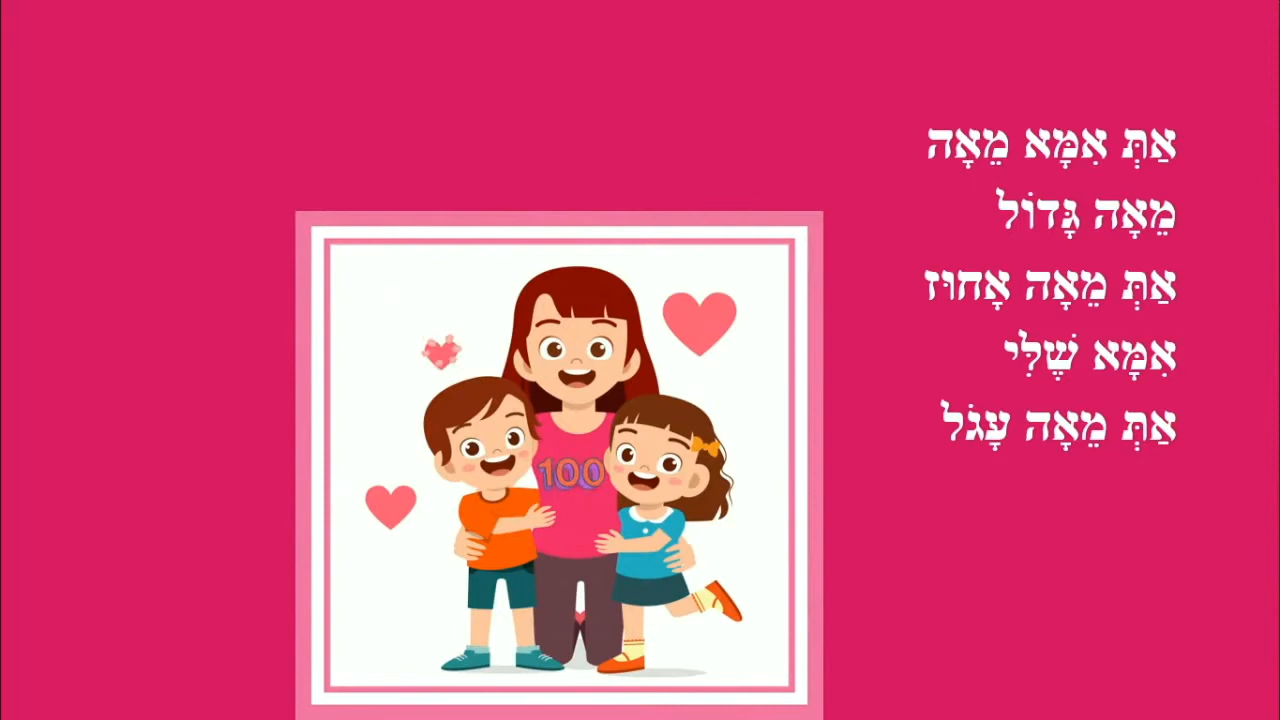 אַתְּ אִמָּא מֵאָה
מֵאָה גָּדוֹל
אַתְּ מֵאָה אָחוּז
אִמָּא שֶׁלִּי
אַתְּ מֵאָה עָגֹל
100